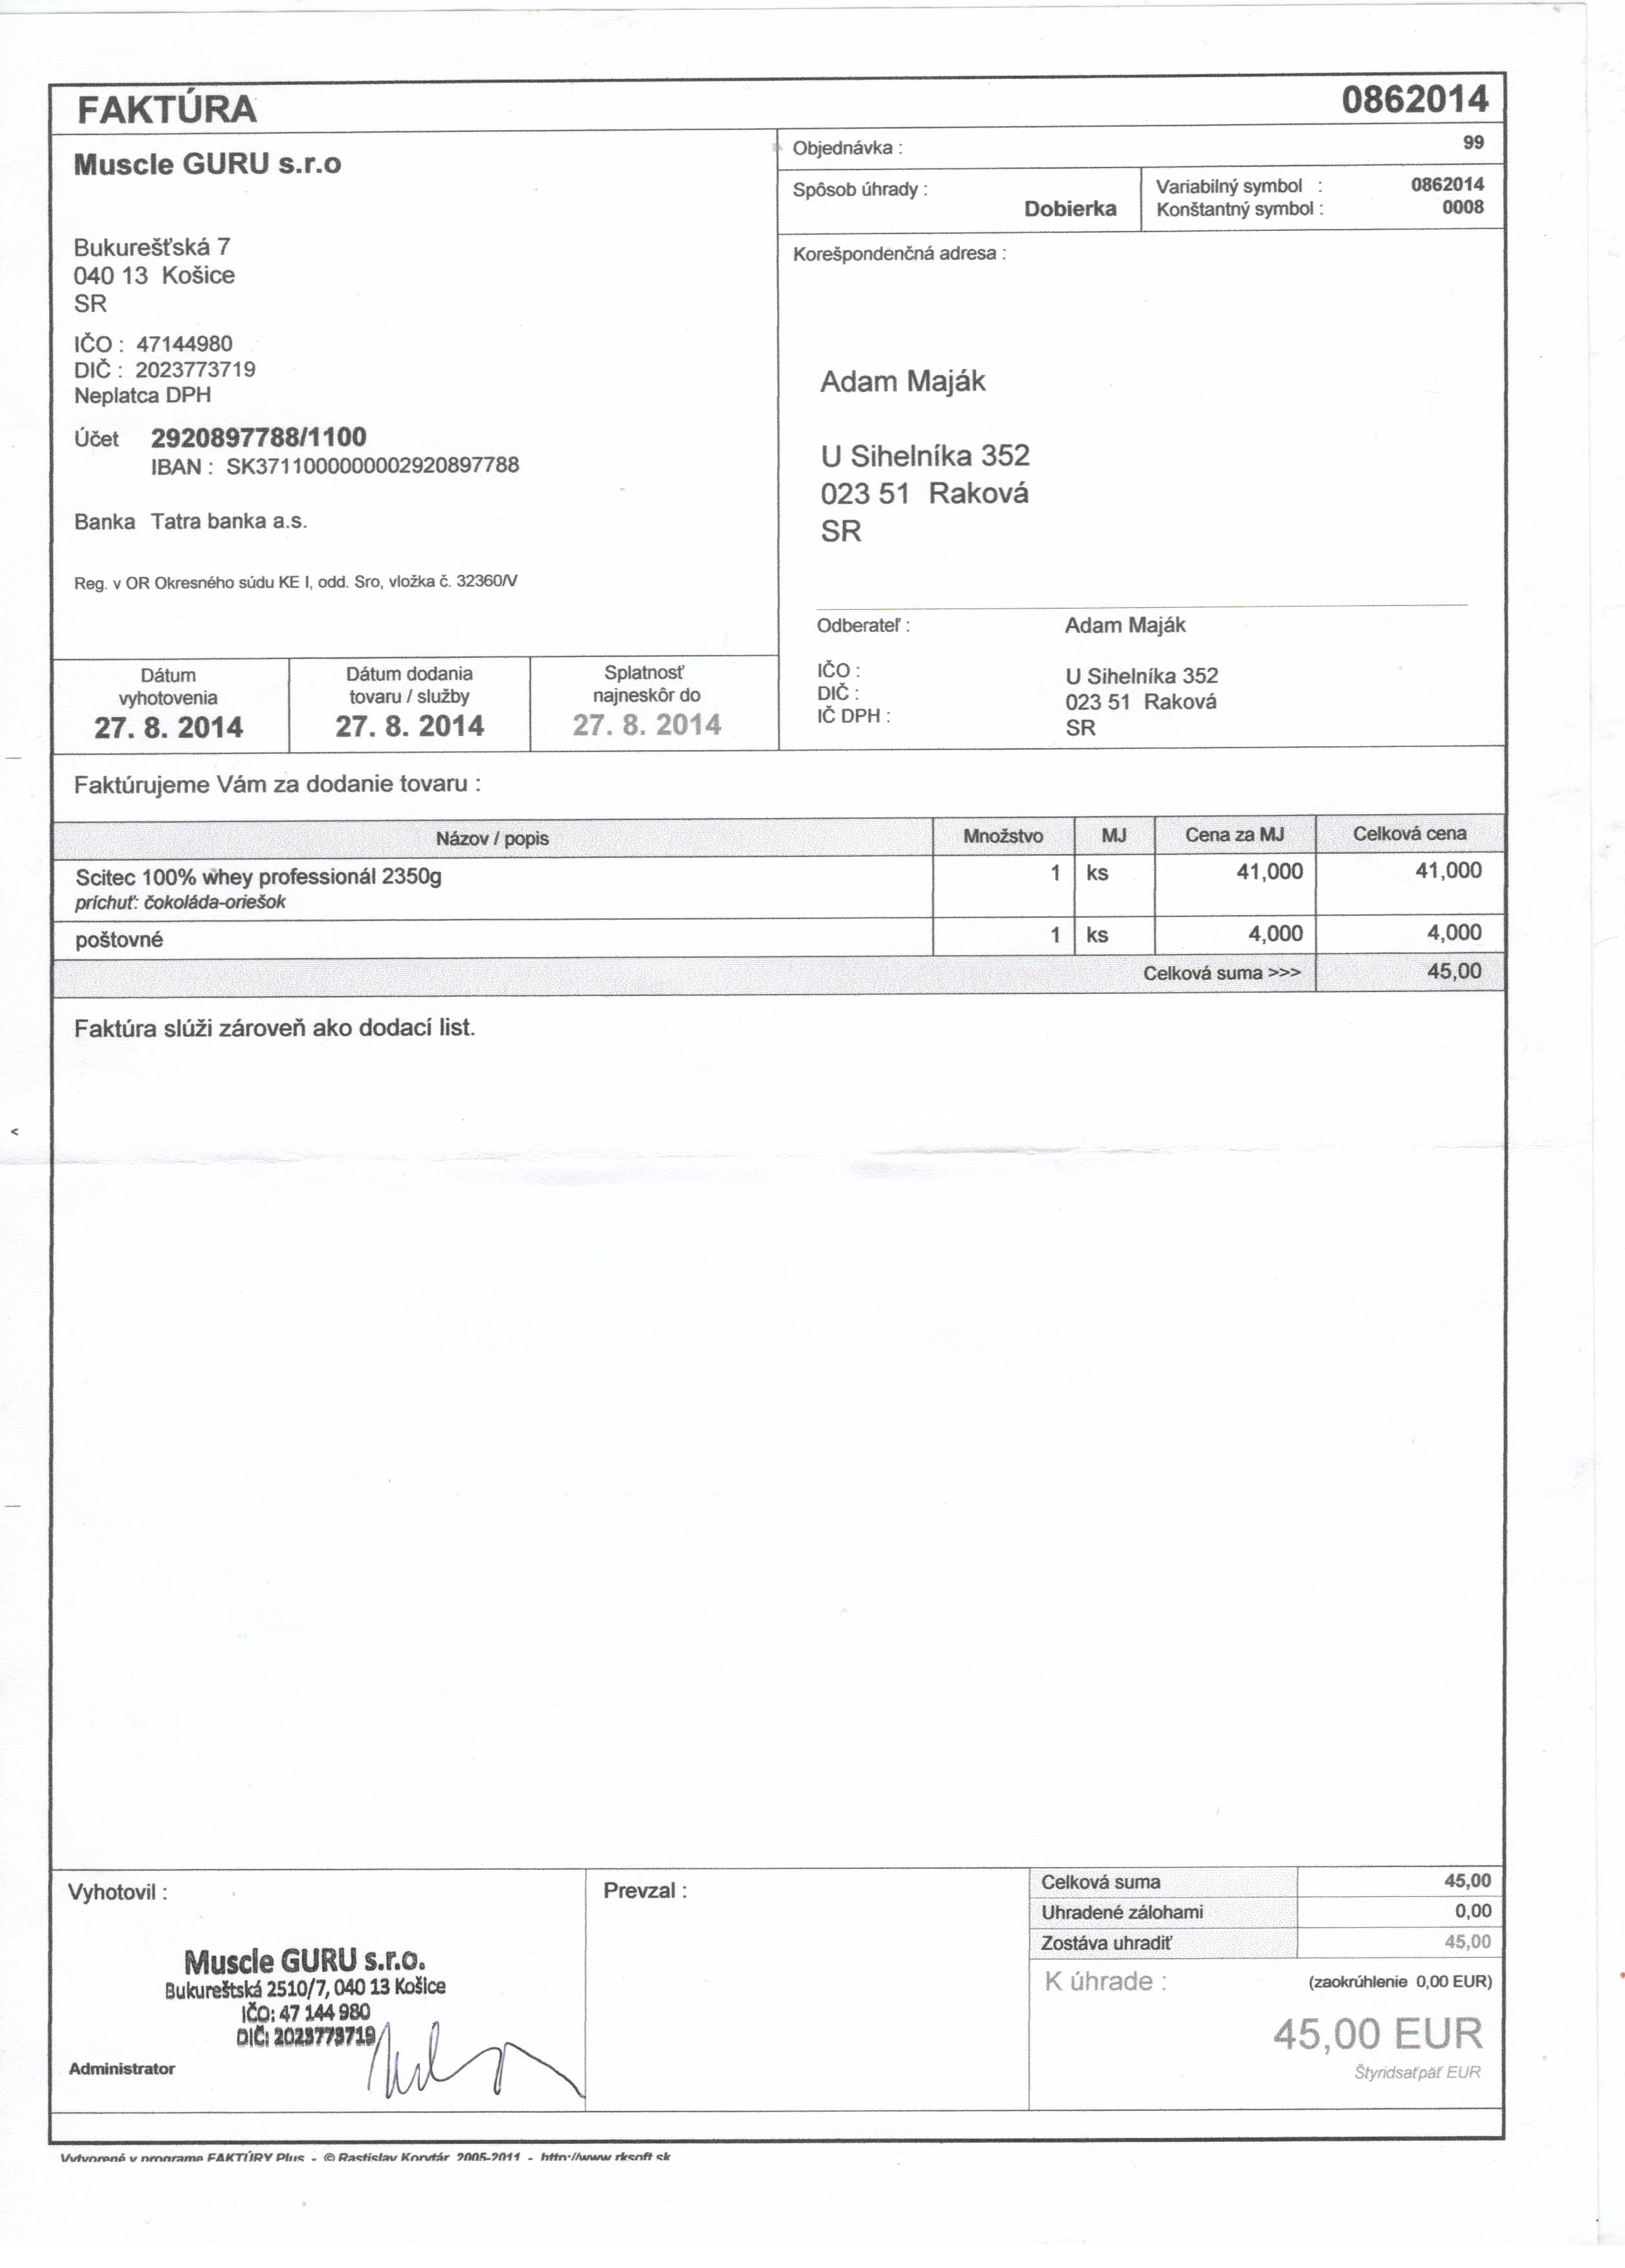 FAKTÚRA
0862014
Muscle GURU s.r.o
Bukurešťská 7
040 13 Košice
SR
IČO : 47144980
DIČ : 2023773719
Neplatca DPH
Účet 2920897788/1100
IBAN : SK3711000000002920897788
Banka Tatra banka a.s.
Reg. v OR Okresného súdu KE I, odd. Sro, vložka č. 32360/V
Objednávka : 99
Spôsob úhrady :
Dobierka
Variabilný symbol : 0862014
Konštantný symbol : 0008
Korešpondenčná adresa :
Adam Maják
U Sihelníka 352
023 51 Raková
SR
Odberateľ : Adam Maják
IČO :
DIČ :
IČ DPH :
U Sihelníka 352
023 51 Raková
SR
Dátum
vyhotovenia
27. 8. 2014
Dátum dodania
tovaru / služby
27. 8. 2014
Splatnosť
najneskôr do
27. 8. 2014
Faktúrujeme Vám za dodanie tovaru :
Názov / popis Množstvo MJ Cena za MJ Celková cena
Scitec 100% whey professionál 2350g 1 ks 41,000 41,000
príchuť: čokoláda-oriešok
poštovné 1 ks 4,000 4,000
Celková suma >>> 45,00
Faktúra slúži zároveň ako dodací list.
Vyhotovil :
Muscle GURU s.r.o.
Bukureštská 2510/7, 040 13 Košice
IČO: 47 144 980
DIČ: 2023773719
Administrator
Prevzal :
Celková suma 45,00
Uhradené zálohami 0,00
Zostáva uhradiť 45,00
K úhrade : (zaokrúhlenie 0,00 EUR)
45,00 EUR
Štyridsaťpäť EUR
Vytvorené v programe FAKTÚRY Plus - © Rastislav Korytár 2005-2011 - http://www.rksoft.sk